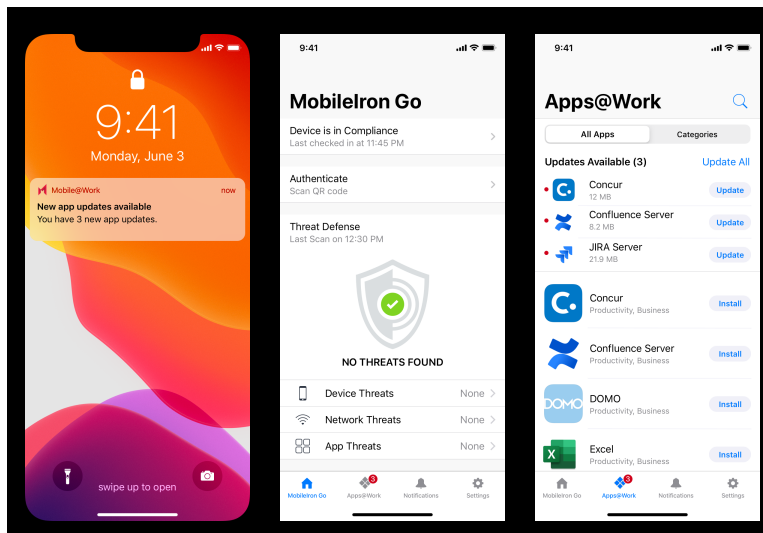 9:41
Monday, June 3
Mobile@Work now
New app updates available
You have 3 new app updates.
swipe up to open
9:41
MobileIron Go
Device is in Compliance
Last checked in at 11:45 PM
Authenticate
Scan QR code
Threat Defense
Last Scan on 12:30 PM
NO THREATS FOUND
Device Threats None
Network Threats None
App Threats None
3
MobileIron Go Apps@Work Notifications Settings
9:41
Apps@Work
All Apps Categories
Updates Available (3) Update All
Concur
12 MB
Update
Confluence Server
8.2 MB
Update
JIRA Server
21.9 MB
Update
C.
Concur
Productivity, Business
Install
Confluence Server
Productivity, Business
Install
DOMO
DOMO
Productivity, Business
Install
X
Excel
Productivity, Business
Install
3
MobileIron Go Apps@Work Notifications Settings